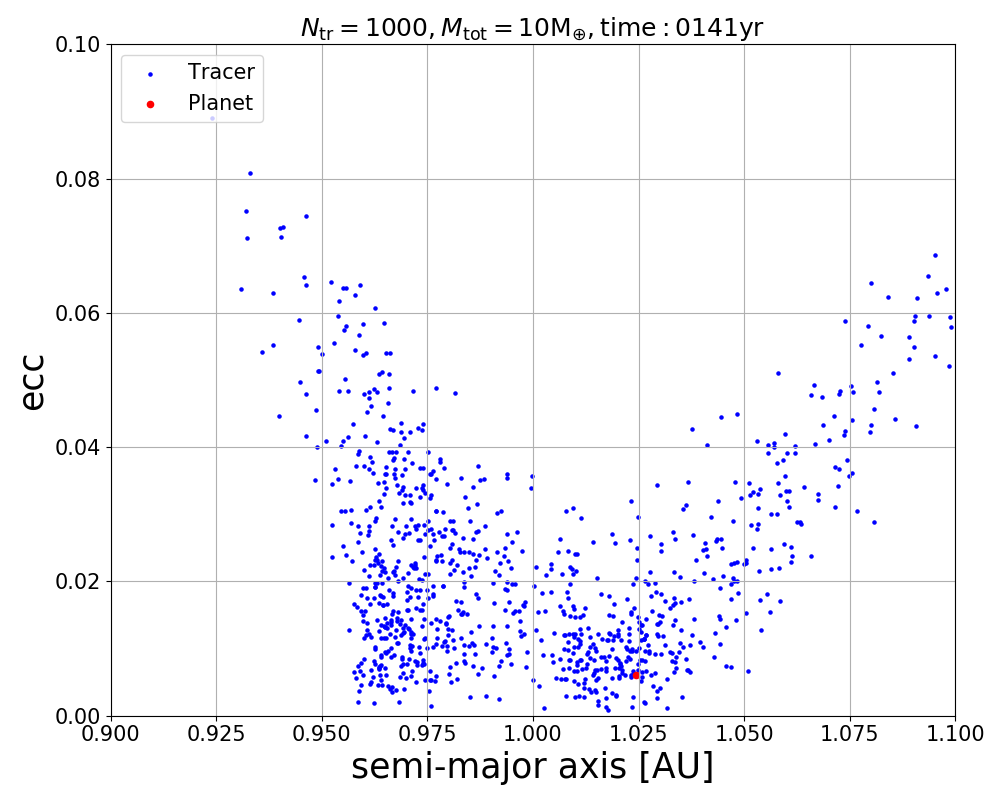 N_tr = 1000, M_tot = 10M_⊕, time : 0141yr
Tracer
Planet
0.10
0.08
0.06
0.04
0.02
0.00
ecc
0.900 0.925 0.950 0.975 1.000 1.025 1.050 1.075 1.100
semi-major axis [AU]